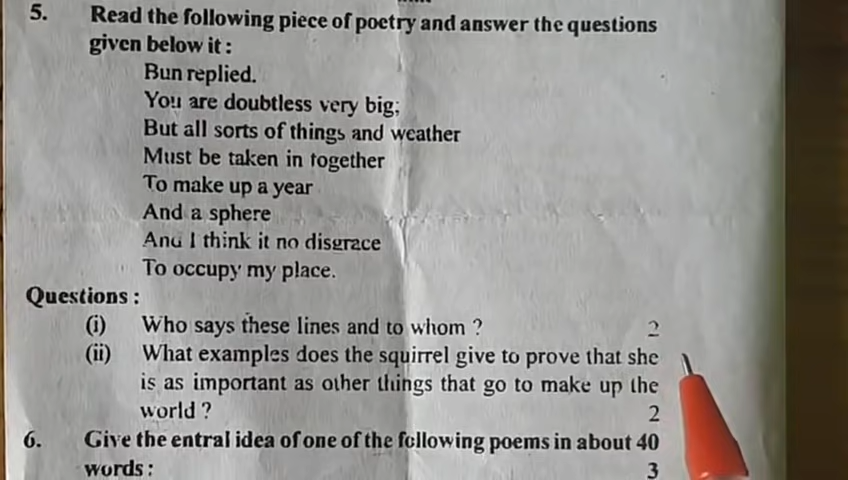 5. Read the following piece of poetry and answer the questions
given below it :
Bun replied.
You are doubtless very big;
But all sorts of things and weather
Must be taken in together
To make up a year
And a sphere
And I think it no disgrace
To occupy my place.
Questions :
(i) Who says these lines and to whom ? 2
(ii) What examples does the squirrel give to prove that she
is as important as other things that go to make up the
world ? 2
6. Give the entral idea of one of the following poems in about 40
words : 3